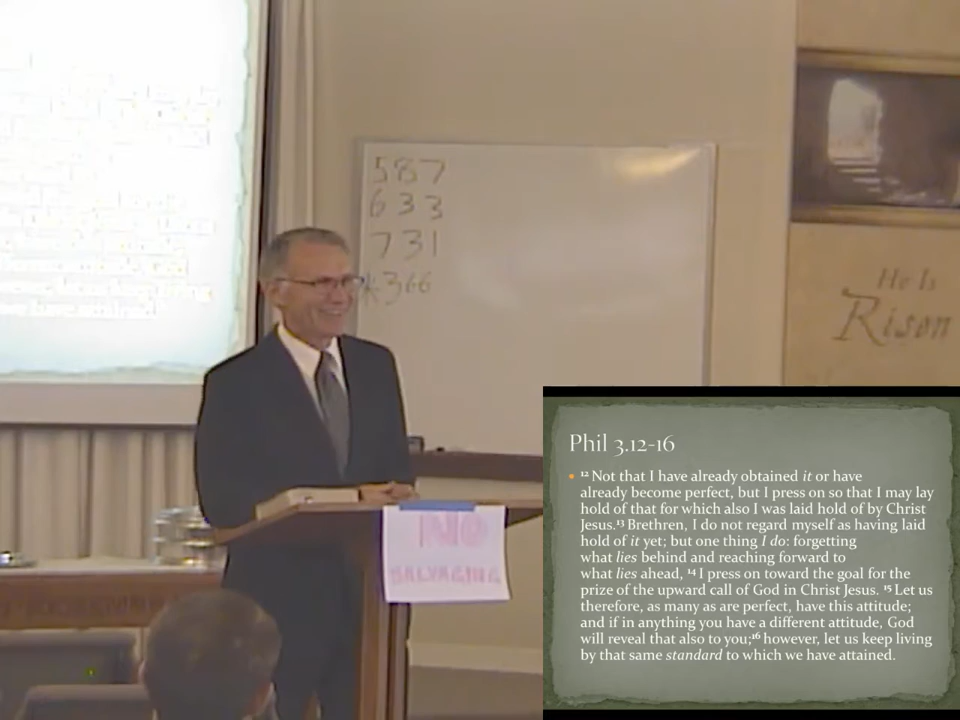 587
633
731
*366
He Is
Risen
NO
SALVAGING
Phil 3.12-16
• ¹² Not that I have already obtained it or have
already become perfect, but I press on so that I may lay
hold of that for which also I was laid hold of by Christ
Jesus.¹³ Brethren, I do not regard myself as having laid
hold of it yet; but one thing I do: forgetting
what lies behind and reaching forward to
what lies ahead, ¹⁴ I press on toward the goal for the
prize of the upward call of God in Christ Jesus. ¹⁵ Let us
therefore, as many as are perfect, have this attitude;
and if in anything you have a different attitude, God
will reveal that also to you;¹⁶ however, let us keep living
by that same standard to which we have attained.